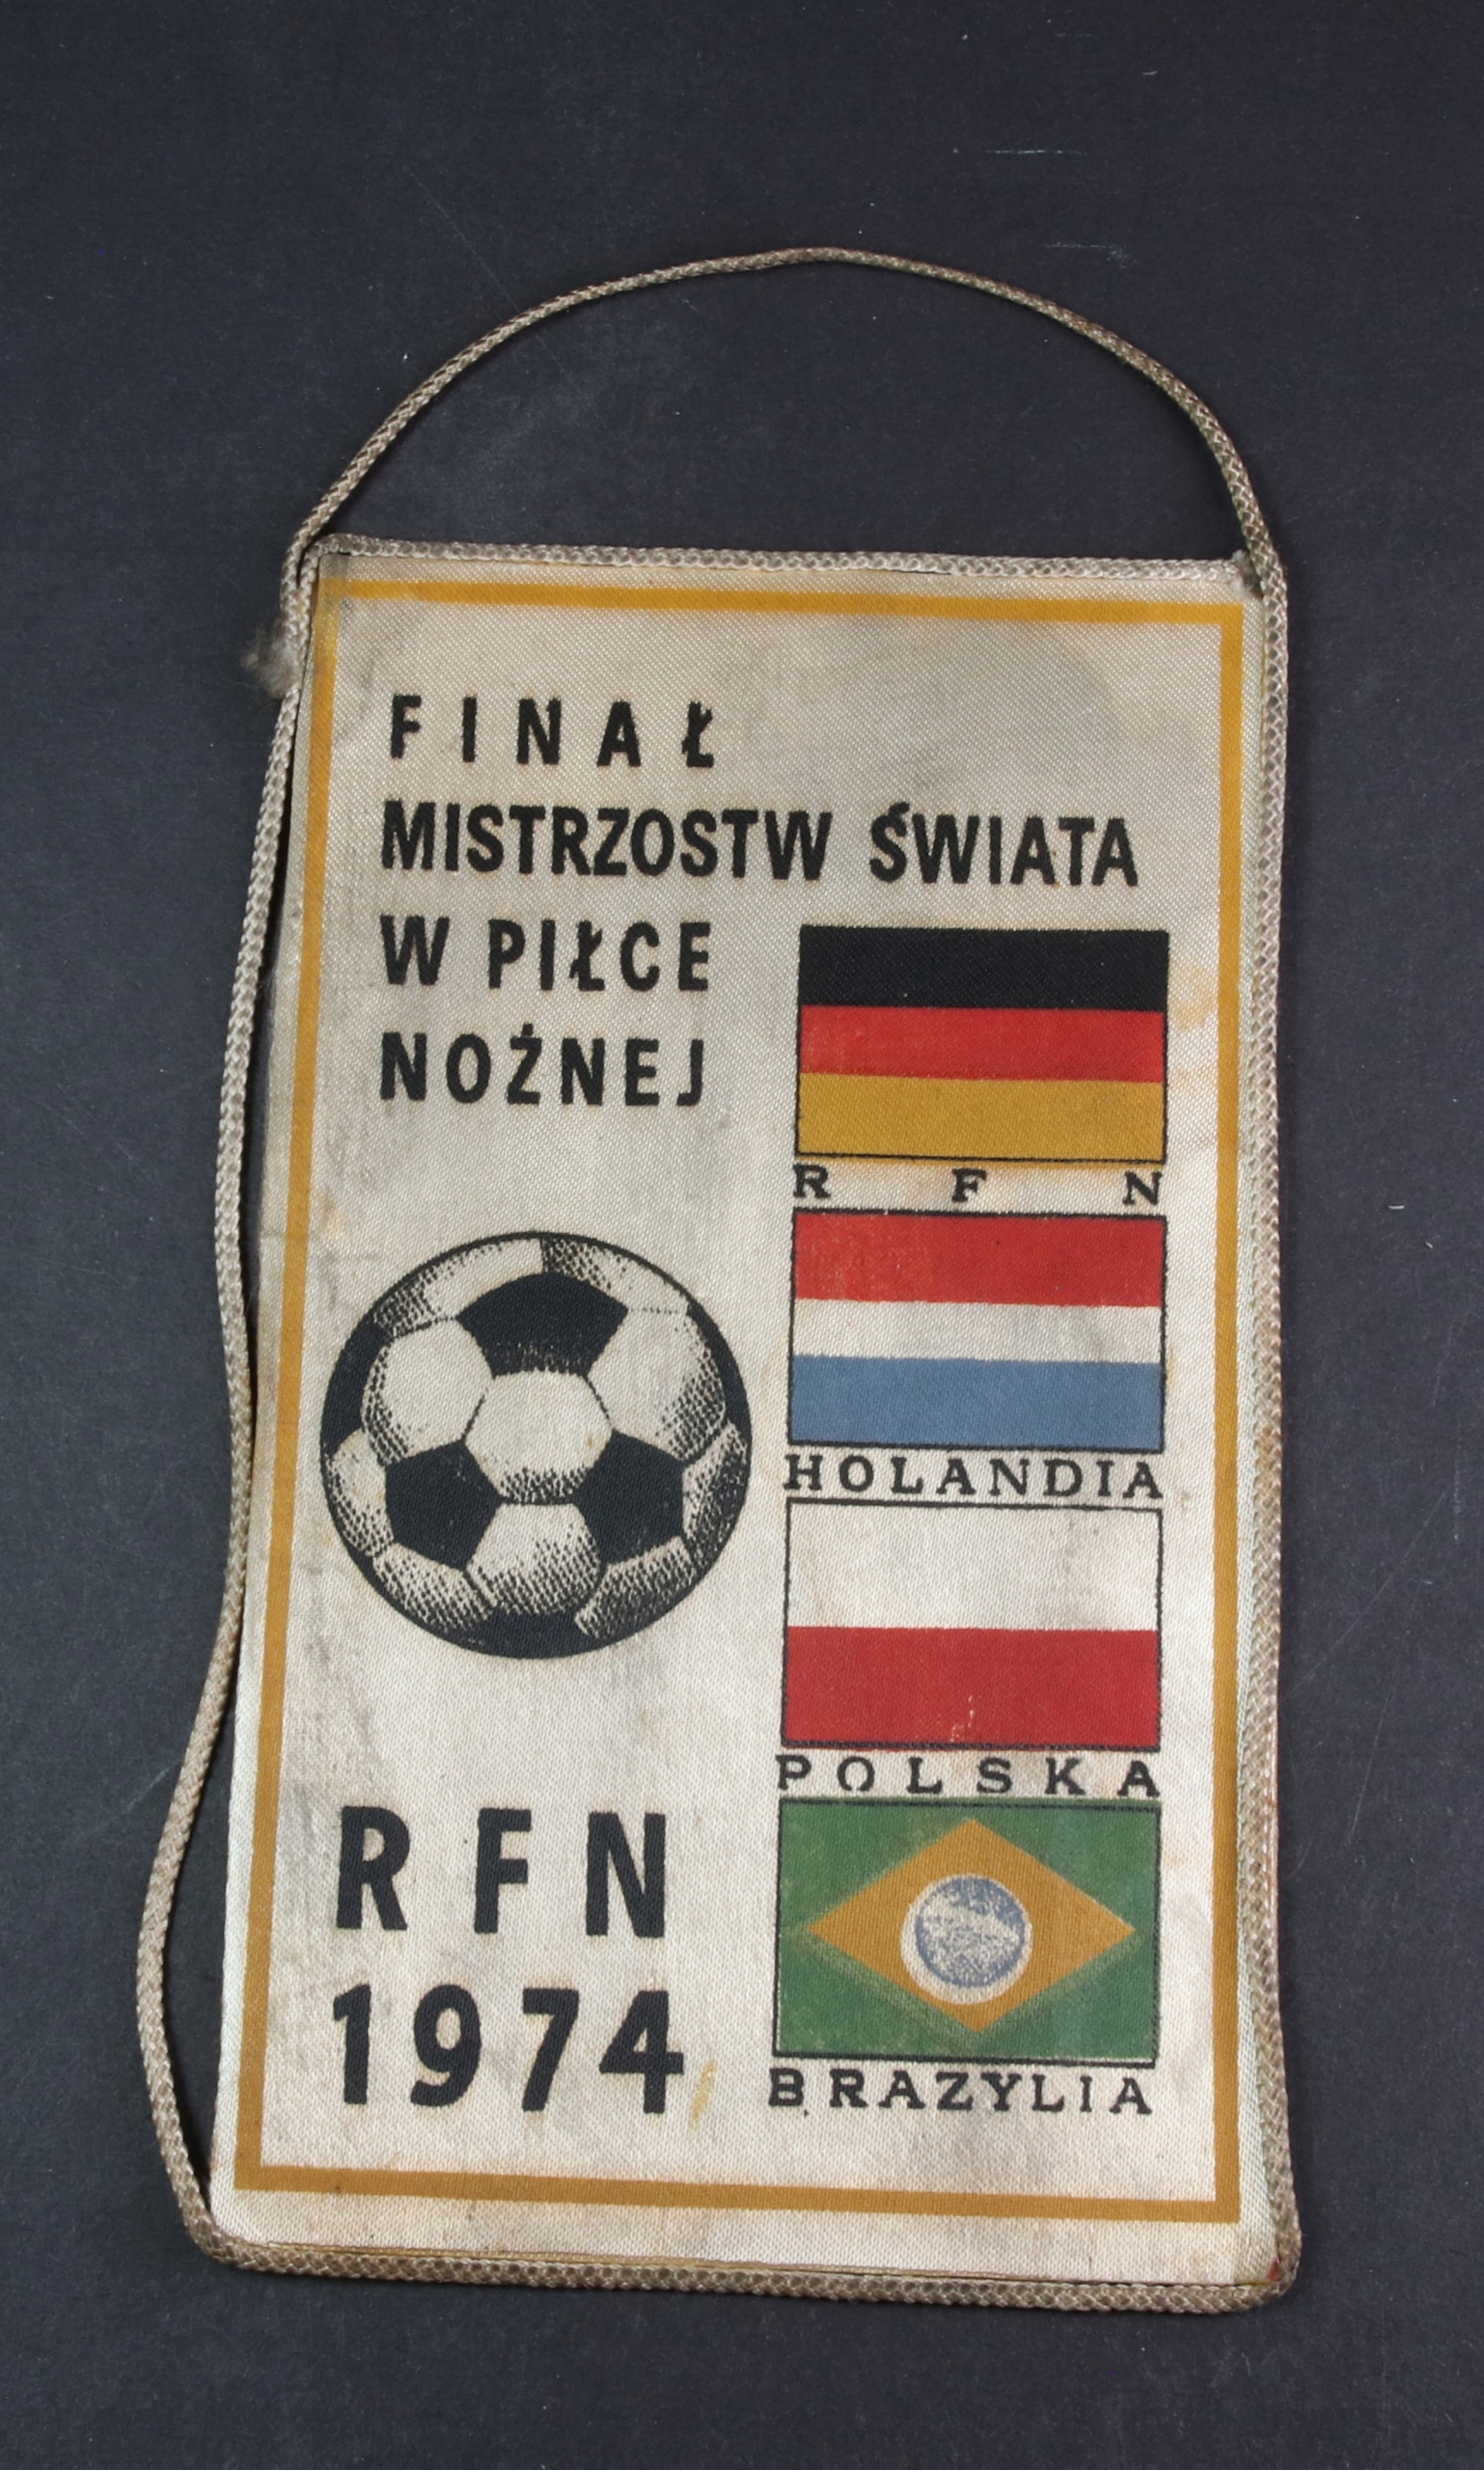 FINAŁ
MISTRZOSTW ŚWIATA
W PIŁCE
NOŻNEJ
RFN
HOLANDIA
POLSKA
BRAZYLIA
RFN
1974